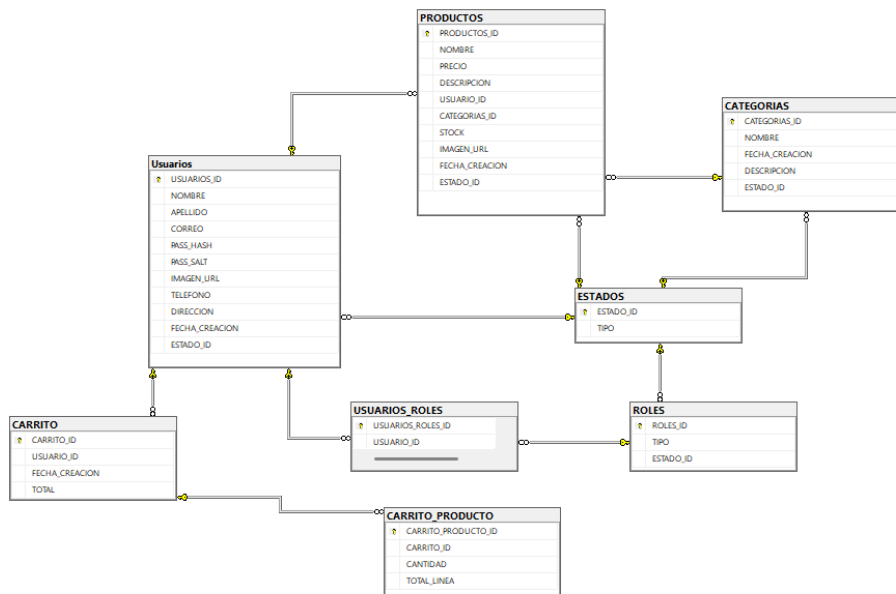 PRODUCTOS
PRODUCTOS_ID
NOMBRE
PRECIO
DESCRIPCION
USUARIO_ID
CATEGORIAS_ID
STOCK
IMAGEN_URL
FECHA_CREACION
ESTADO_ID
CATEGORIAS
CATEGORIAS_ID
NOMBRE
FECHA_CREACION
DESCRIPCION
ESTADO_ID
Usuarios
USUARIOS_ID
NOMBRE
APELLIDO
CORREO
PASS_HASH
PASS_SALT
IMAGEN_URL
TELEFONO
DIRECCION
FECHA_CREACION
ESTADO_ID
ESTADOS
ESTADO_ID
TIPO
USUARIOS_ROLES
USUARIOS_ROLES_ID
USUARIO_ID
ROLES
ROLES_ID
TIPO
ESTADO_ID
CARRITO
CARRITO_ID
USUARIO_ID
FECHA_CREACION
TOTAL
CARRITO_PRODUCTO
CARRITO_PRODUCTO_ID
CARRITO_ID
CANTIDAD
TOTAL_LINEA